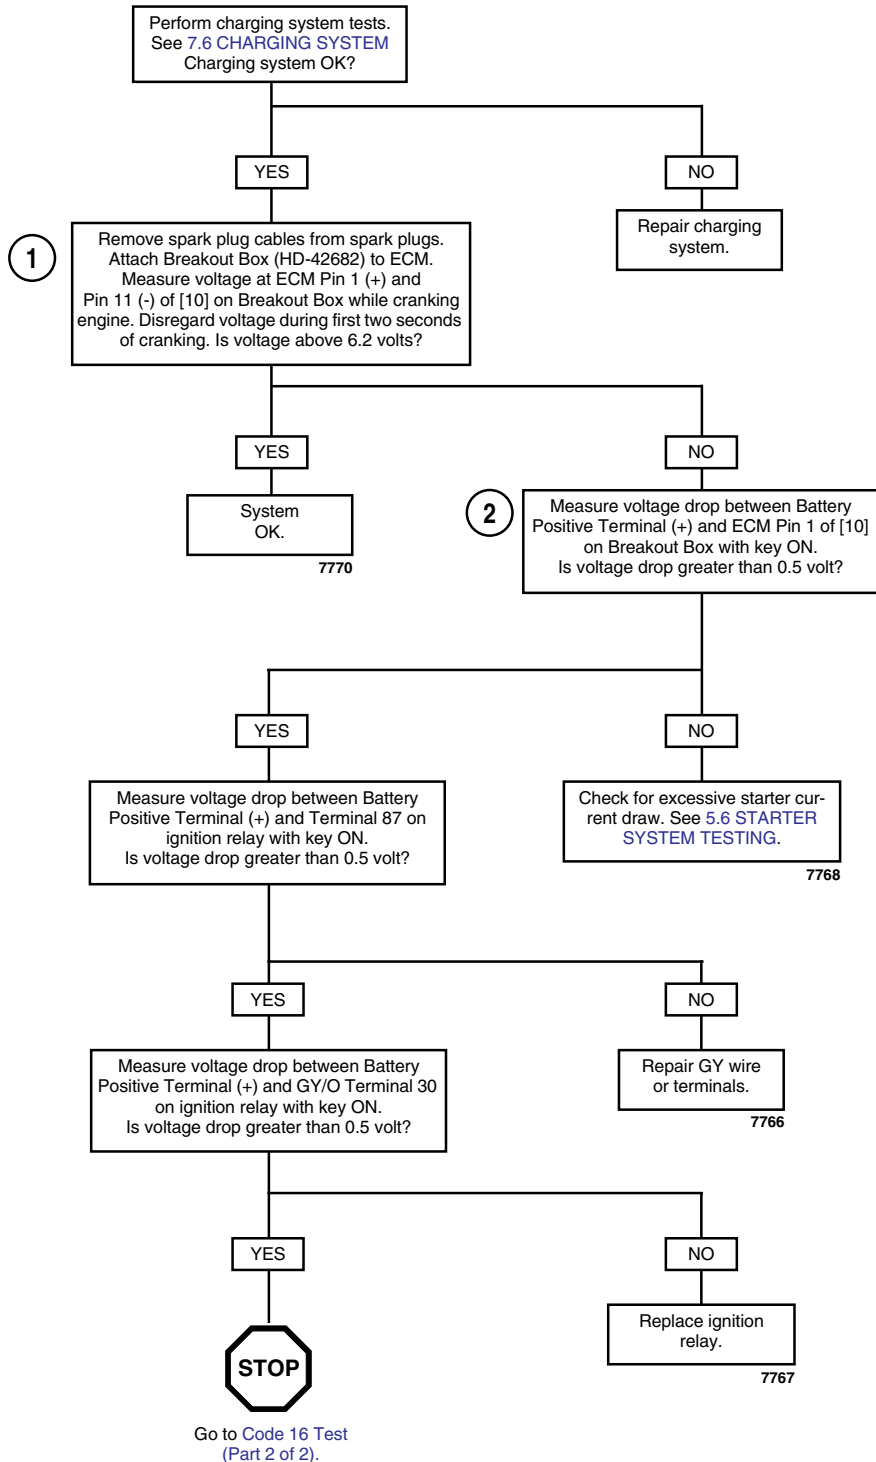 Perform charging system tests.
See 7.6 CHARGING SYSTEM
Charging system OK?
YES
NO
Repair charging
system.
1
Remove spark plug cables from spark plugs.
Attach Breakout Box (HD-42682) to ECM.
Measure voltage at ECM Pin 1 (+) and
Pin 11 (-) of [10] on Breakout Box while cranking
engine. Disregard voltage during first two seconds
of cranking. Is voltage above 6.2 volts?
YES
NO
System
OK.
7770
2
Measure voltage drop between Battery
Positive Terminal (+) and ECM Pin 1 of [10]
on Breakout Box with key ON.
Is voltage drop greater than 0.5 volt?
YES
NO
Measure voltage drop between Battery
Positive Terminal (+) and Terminal 87 on
ignition relay with key ON.
Is voltage drop greater than 0.5 volt?
Check for excessive starter cur-
rent draw. See 5.6 STARTER
SYSTEM TESTING.
7768
YES
NO
Measure voltage drop between Battery
Positive Terminal (+) and GY/O Terminal 30
on ignition relay with key ON.
Is voltage drop greater than 0.5 volt?
Repair GY wire
or terminals.
7766
YES
NO
STOP
Go to Code 16 Test
(Part 2 of 2).
Replace ignition
relay.
7767